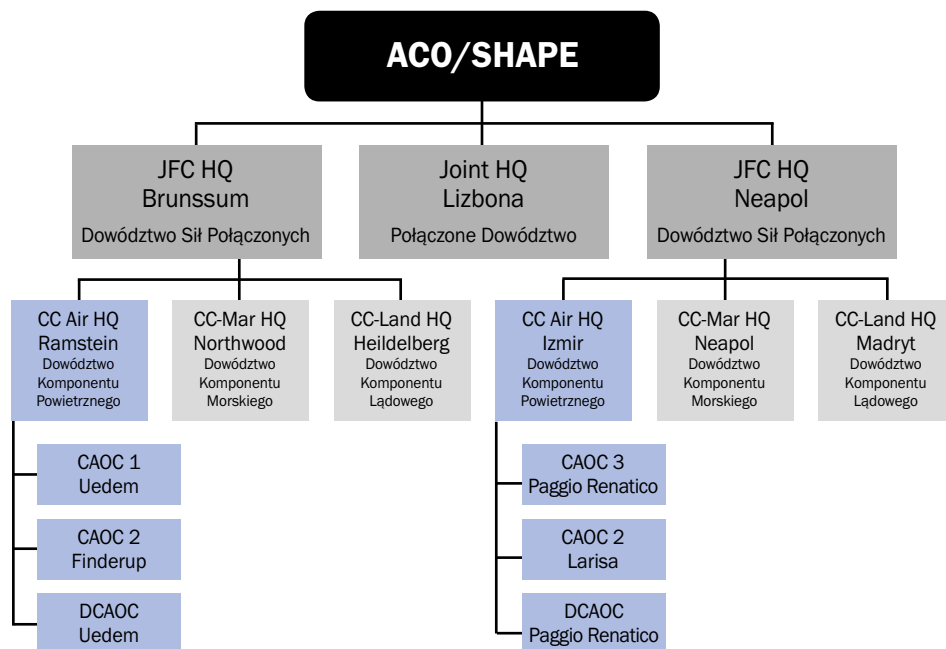 ACO/SHAPE
JFC HQ
Brunssum
Dowództwo Sił Połączonych
Joint HQ
Lizbona
Połączone Dowództwo
JFC HQ
Neapol
Dowództwo Sił Połączonych
CC Air HQ
Ramstein
Dowództwo
Komponentu
Powietrznego
CC-Mar HQ
Northwood
Dowództwo
Komponentu
Morskiego
CC-Land HQ
Heildelberg
Dowództwo
Komponentu
Lądowego
CC Air HQ
Izmir
Dowództwo
Komponentu
Powietrznego
CC-Mar HQ
Neapol
Dowództwo
Komponentu
Morskiego
CC-Land HQ
Madryt
Dowództwo
Komponentu
Lądowego
CAOC 1
Uedem
CAOC 2
Finderup
DCAOC
Uedem
CAOC 3
Paggio Renatico
CAOC 2
Larisa
DCAOC
Paggio Renatico